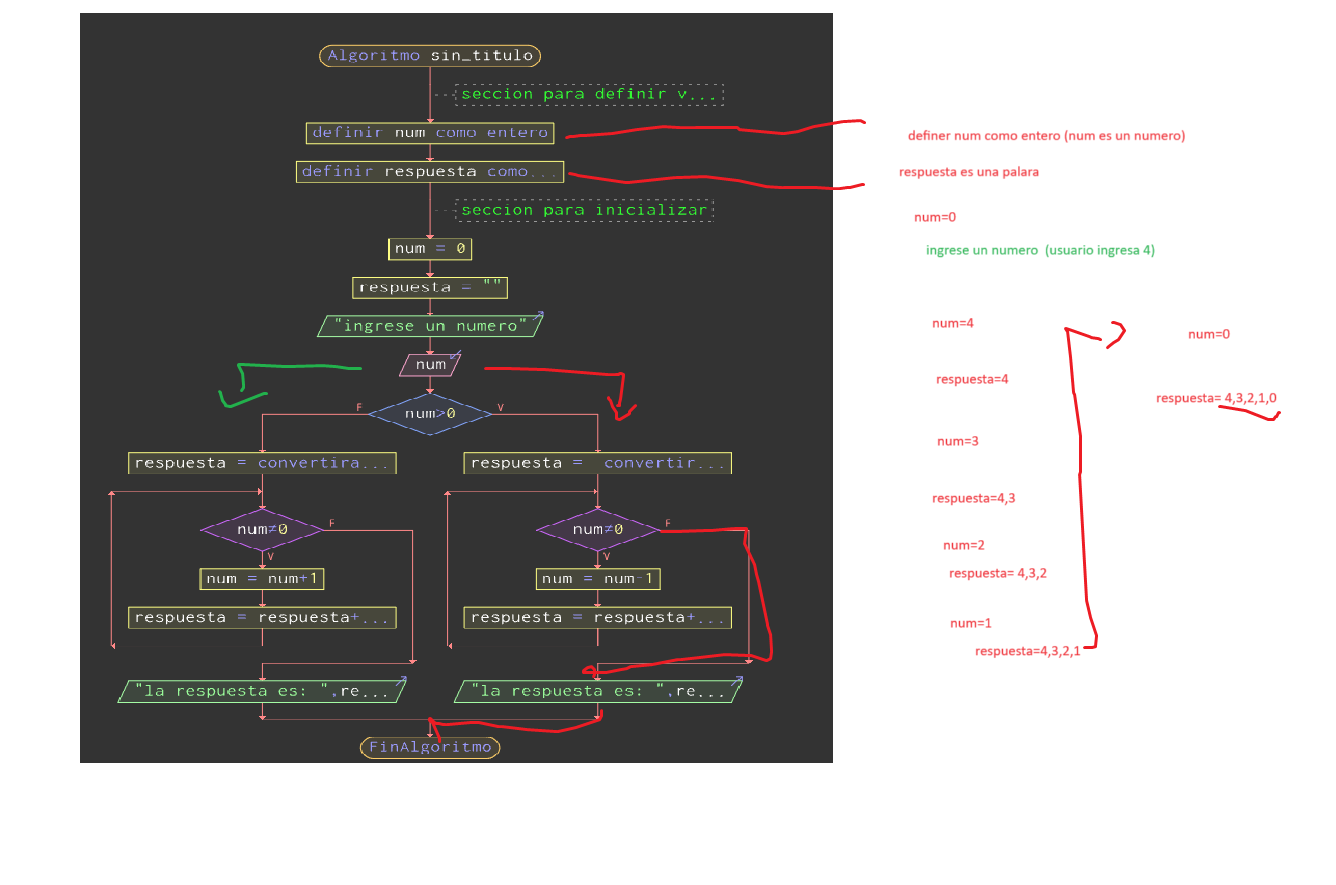 Algoritmo sin_titulo
seccion para definir v...
definir num como entero
definir respuesta como...
seccion para inicializar
num = 0
respuesta = ""
"ingrese un numero"
num
num>0
F
V
respuesta = convertira...
respuesta = convertir...
num≠0
F
V
num≠0
F
V
num = num+1
num = num-1
respuesta = respuesta+...
respuesta = respuesta+...
"la respuesta es: ",re...
"la respuesta es: ",re...
FinAlgoritmo
definer num como entero (num es un numero)
respuesta es una palara
num=0
ingrese un numero (usuario ingresa 4)
num=4
respuesta=4
num=3
respuesta=4,3
num=2
respuesta= 4,3,2
num=1
respuesta=4,3,2,1
num=0
respuesta= 4,3,2,1,0